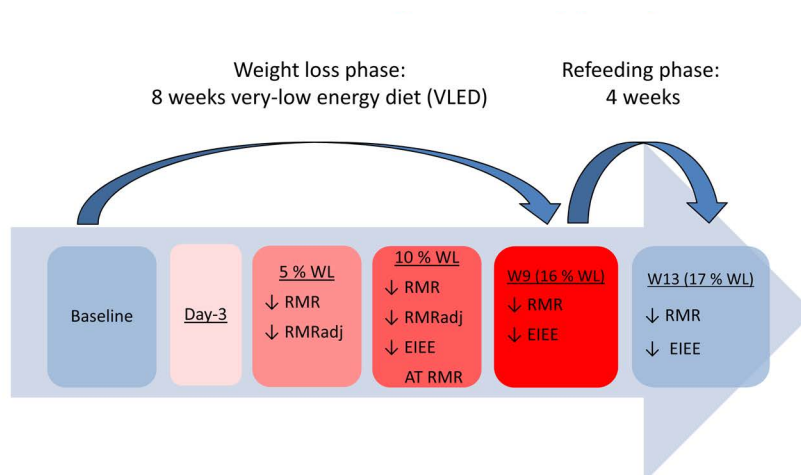 Weight loss phase:
8 weeks very-low energy diet (VLED)
Refeeding phase:
4 weeks
Baseline
Day-3
5 % WL
↓ RMR
↓ RMRadj
10 % WL
↓ RMR
↓ RMRadj
↓ EIEE
AT RMR
W9 (16 % WL)
↓ RMR
↓ EIEE
W13 (17 % WL)
↓ RMR
↓ EIEE